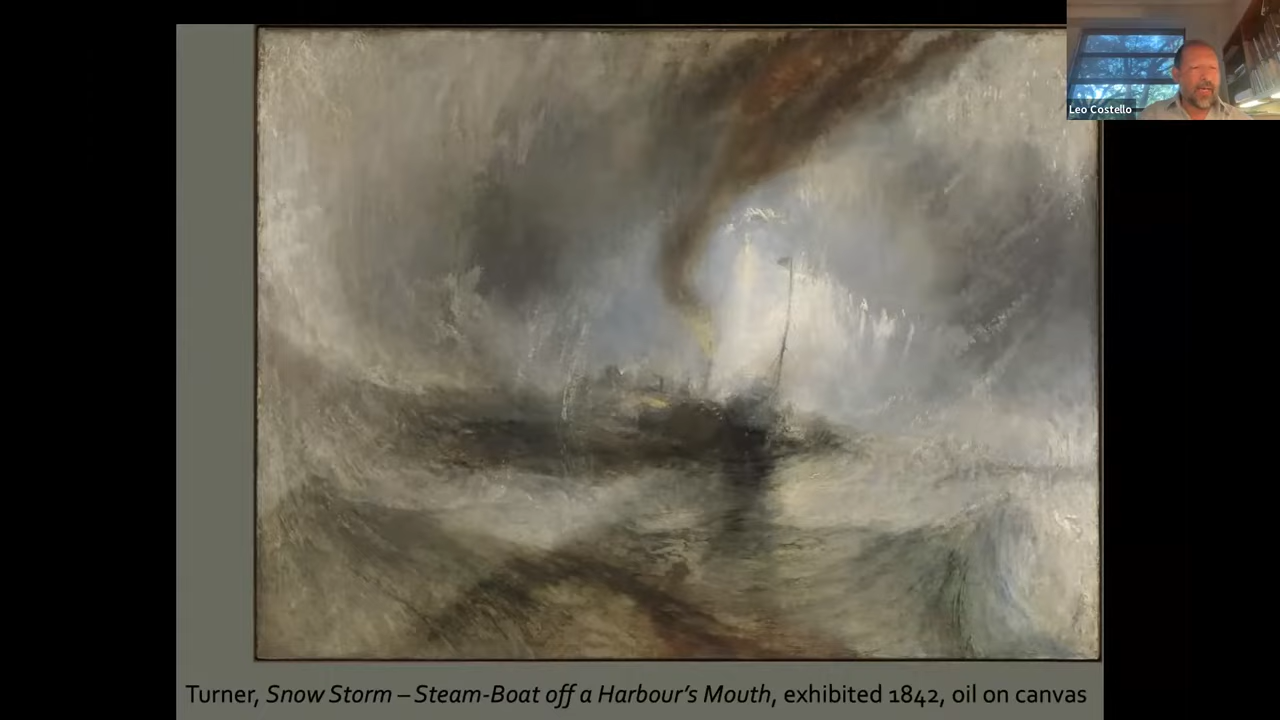 Leo Costello
Turner, Snow Storm – Steam-Boat off a Harbour's Mouth, exhibited 1842, oil on canvas